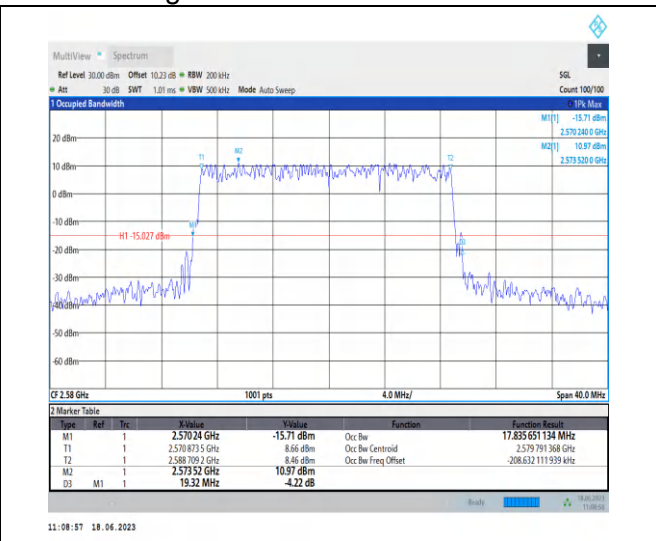 MultiView Spectrum
Ref Level 30.00 dBm Offset 10.23 dB RBW 200 kHz SGL
Att 30 dB SWT 1.01 ms VBW 500 kHz Mode Auto Sweep Count 100/100
1 Occupied Bandwidth 1Pk Max
M1[1] -15.71 dBm
2.570 240 0 GHz
M2[1] 10.97 dBm
2.573 520 0 GHz
20 dBm
M2
T1 T2
10 dBm
0 dBm
-10 dBm
M1
H1 -15.027 dBm
D3
-20 dBm
-30 dBm
-40 dBm
-50 dBm
-60 dBm
CF 2.58 GHz 1001 pts 4.0 MHz/ Span 40.0 MHz
2 Marker Table
Type Ref Trc X-Value Y-Value Function Function Result
M1 1 2.57024 GHz -15.71 dBm Occ Bw 17.835 651 134 MHz
T1 1 2.570 873 5 GHz 8.66 dBm Occ Bw Centroid 2.579 791 368 GHz
T2 1 2.588 709 2 GHz 8.46 dBm Occ Bw Freq Offset -208.632 111 939 kHz
M2 1 2.573 52 GHz 10.97 dBm
D3 M1 1 19.32 MHz -4.22 dB
Ready 18.06.2023
11:08:56
11:08:57 18.06.2023